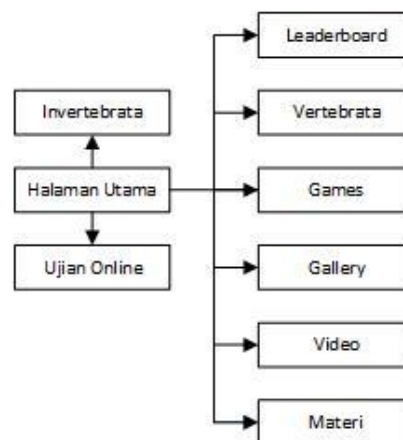 Leaderboard
Invertebrata
Vertebrata
Halaman Utama
Games
Ujian Online
Gallery
Video
Materi